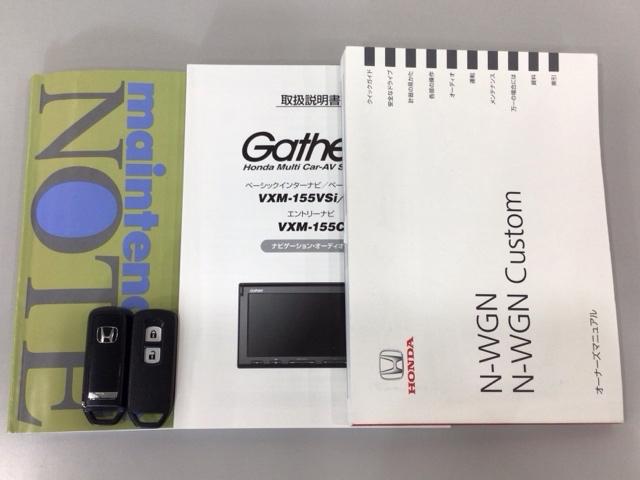 maintenan
NOTE
取扱説明書
Gathe
Honda Multi Car-AV S
ベーシックインターナビ/ベー
VXM-155VSi/
エントリーナビ
VXM-155C
ナビゲーション・オーディオ
クイックガイド
安全なドライブ
計器の見かた
各部の操作
オーディオ
運転
メンテナンス
万一の場合には
資料
索引
N-WGN
N-WGN Custom
オーナーズマニュアル
HONDA